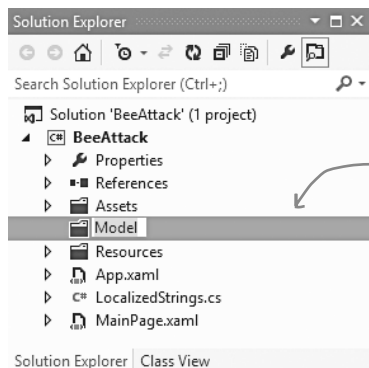 Solution Explorer
Search Solution Explorer (Ctrl+;)
Solution 'BeeAttack' (1 project)
C# BeeAttack
Properties
References
Assets
Model
Resources
App.xaml
C# LocalizedStrings.cs
MainPage.xaml
Solution Explorer Class View